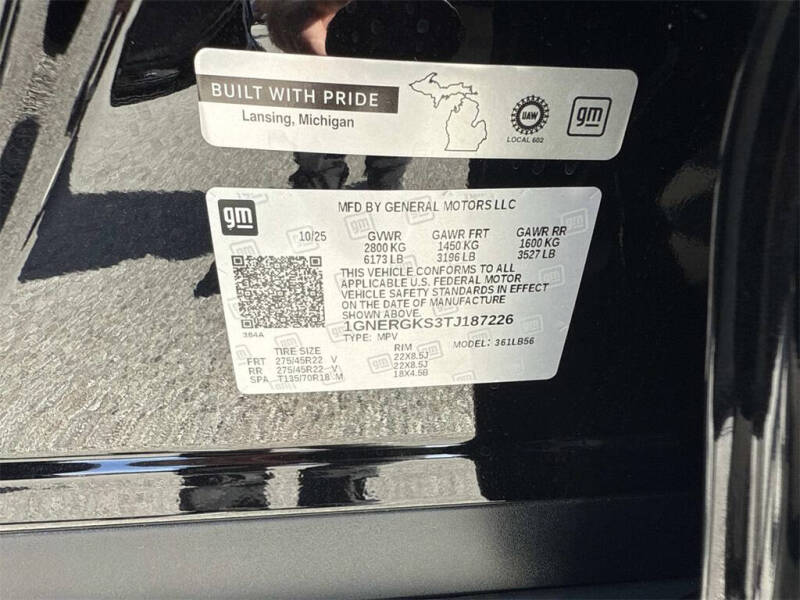 BUILT WITH PRIDE
Lansing, Michigan
UAW
LOCAL 602
gm
gm
MFD BY GENERAL MOTORS LLC
10/25 GVWR GAWR FRT GAWR RR
2800 KG 1450 KG 1600 KG
6173 LB 3196 LB 3527 LB
THIS VEHICLE CONFORMS TO ALL
APPLICABLE U.S. FEDERAL MOTOR
VEHICLE SAFETY STANDARDS IN EFFECT
ON THE DATE OF MANUFACTURE
SHOWN ABOVE.
1GNERGKS3TJ187226
384A
TYPE: MPV MODEL: 361LB56
TIRE SIZE RIM
FRT 275/45R22 V 22X8.5J
RR 275/45R22 V 22X8.5J
SPA T135/70R18 M 18X4.5B